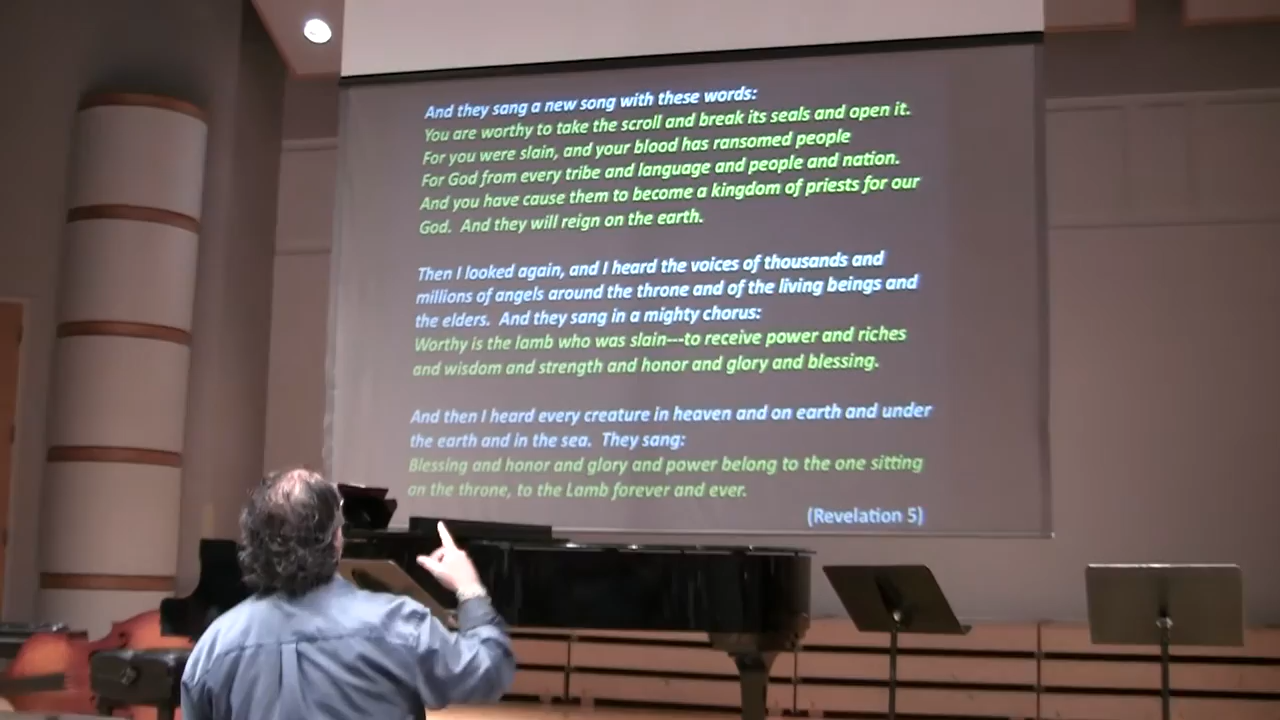 And they sang a new song with these words:
You are worthy to take the scroll and break its seals and open it.
For you were slain, and your blood has ransomed people
For God from every tribe and language and people and nation.
And you have cause them to become a kingdom of priests for our
God. And they will reign on the earth.
Then I looked again, and I heard the voices of thousands and
millions of angels around the throne and of the living beings and
the elders. And they sang in a mighty chorus:
Worthy is the lamb who was slain---to receive power and riches
and wisdom and strength and honor and glory and blessing.
And then I heard every creature in heaven and on earth and under
the earth and in the sea. They sang:
Blessing and honor and glory and power belong to the one sitting
on the throne, to the Lamb forever and ever.
(Revelation 5)